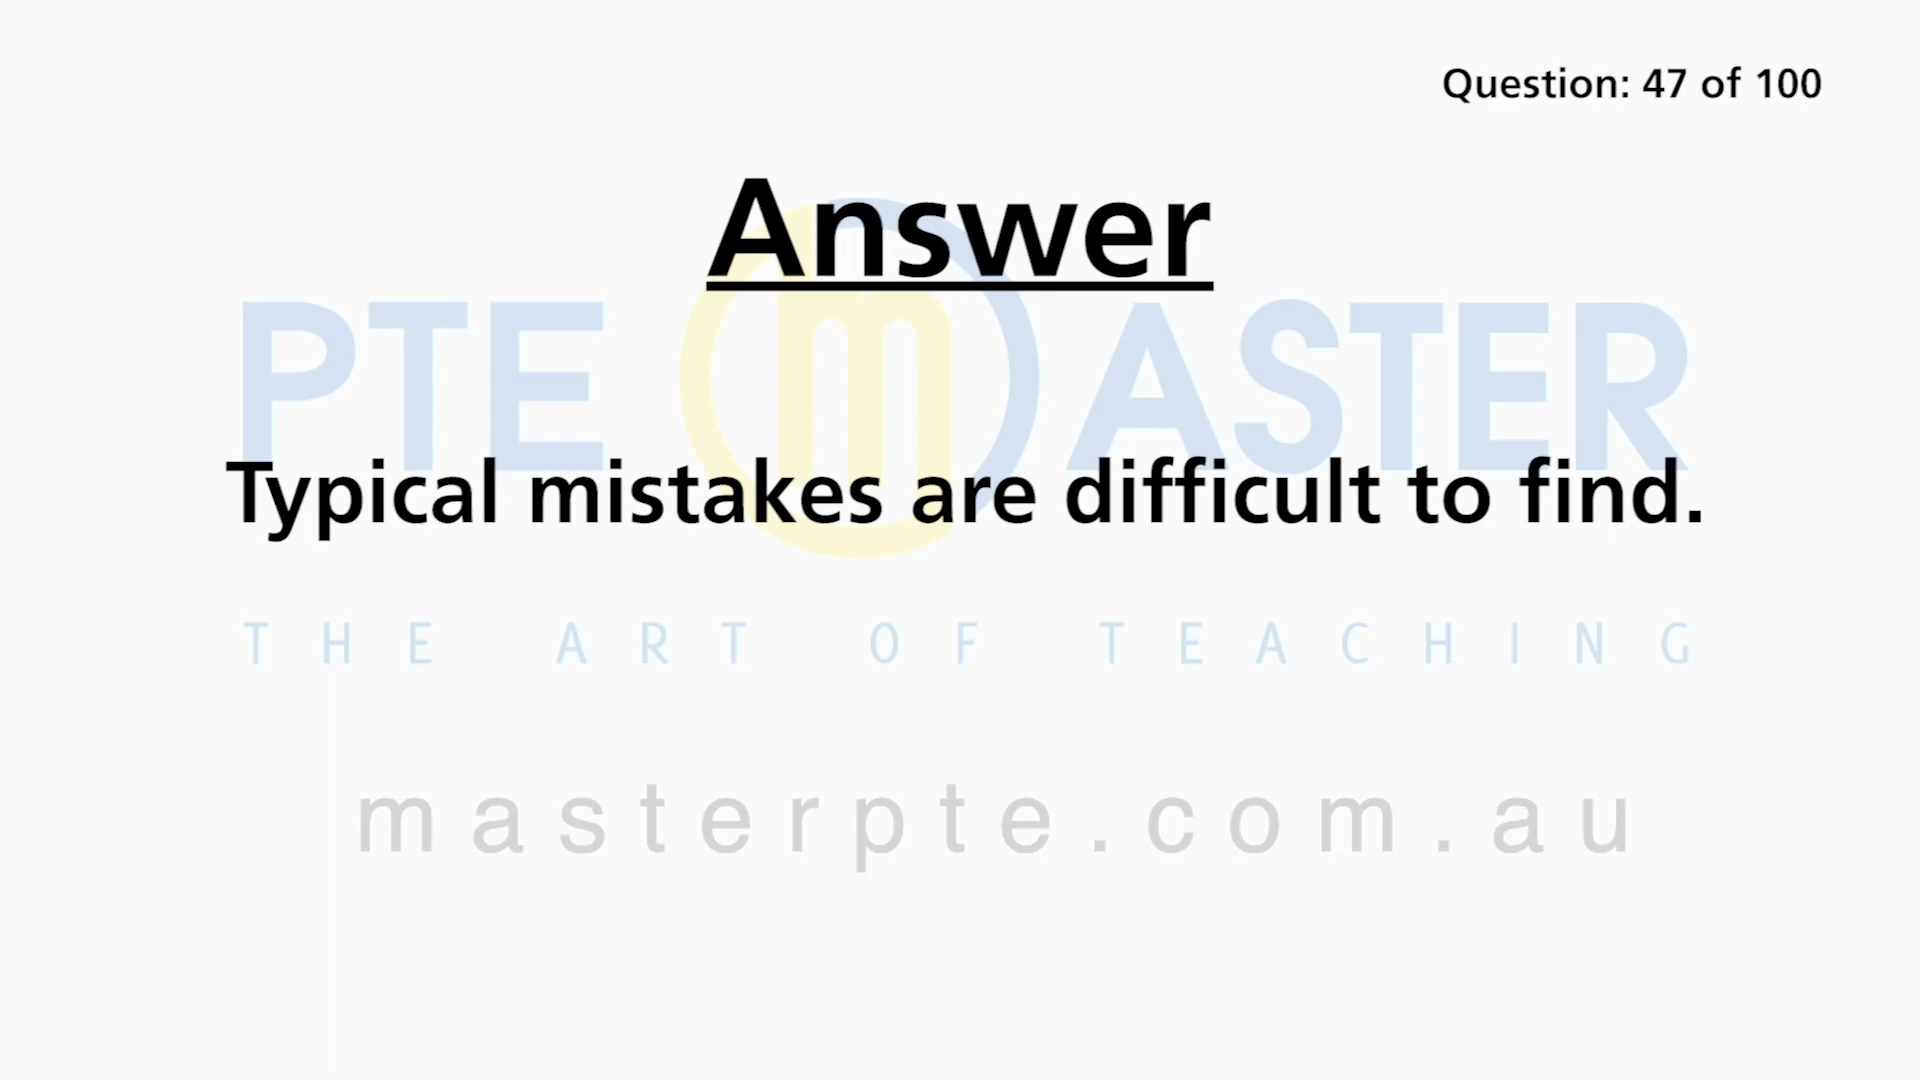 Question: 47 of 100
Answer
PTE MASTER
Typical mistakes are difficult to find.
THE ART OF TEACHING
masterpte.com.au